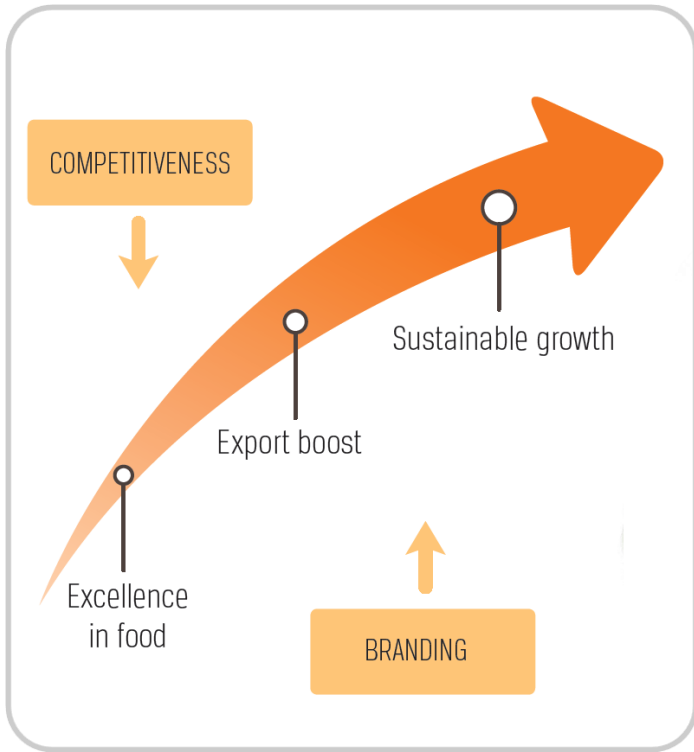 COMPETITIVENESS
Sustainable growth
Export boost
Excellence
in food
BRANDING